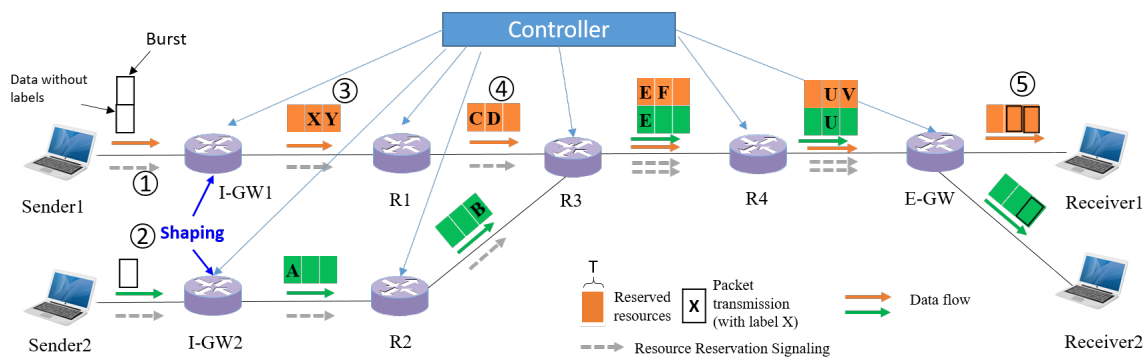 Controller
Burst
Data without
labels
③
④
⑤
X Y
C D
E F
E
U V
U
①
I-GW1
R1
R3
R4
E-GW
Sender1
Receiver1
②
Shaping
B
A
T
Reserved
resources
X
Packet
transmission
(with label X)
Data flow
Sender2
I-GW2
R2
Resource Reservation Signaling
Receiver2